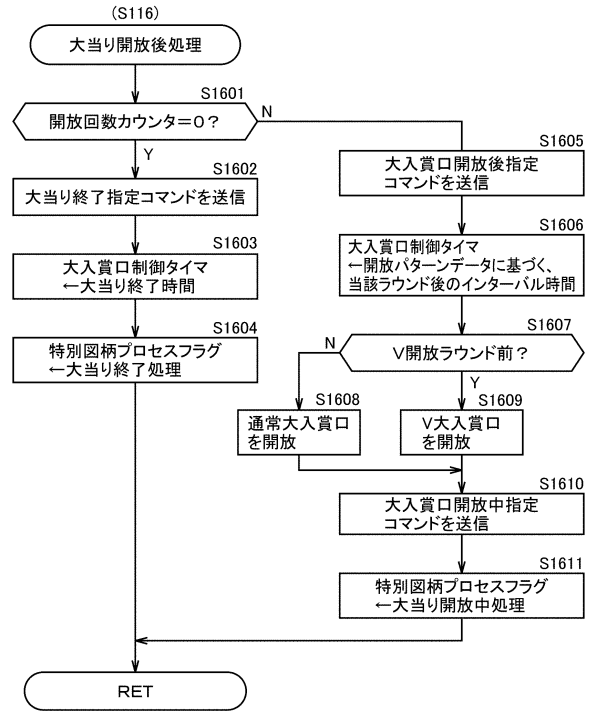 (S116)
大当り開放後処理
S1601
開放回数カウンタ＝０？
N
Y
S1602
大当り終了指定コマンドを送信
S1603
大入賞口制御タイマ
←大当り終了時間
S1604
特別図柄プロセスフラグ
←大当り終了処理
S1605
大入賞口開放後指定
コマンドを送信
S1606
大入賞口制御タイマ
←開放パターンデータに基づく、
当該ラウンド後のインターバル時間
S1607
Ｖ開放ラウンド前？
N
Y
S1608
通常大入賞口
を開放
S1609
Ｖ大入賞口
を開放
S1610
大入賞口開放中指定
コマンドを送信
S1611
特別図柄プロセスフラグ
←大当り開放中処理
RET